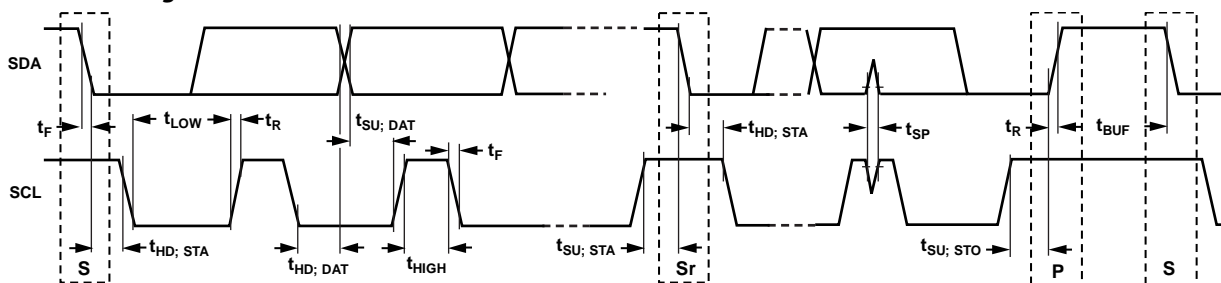 SDA
t_F
t_LOW
t_R
t_SU; DAT
t_F
t_HD; STA
t_SP
t_R
t_BUF
SCL
t_HD; STA
t_HD; DAT
t_HIGH
t_SU; STA
t_SU; STO
S
Sr
P
S